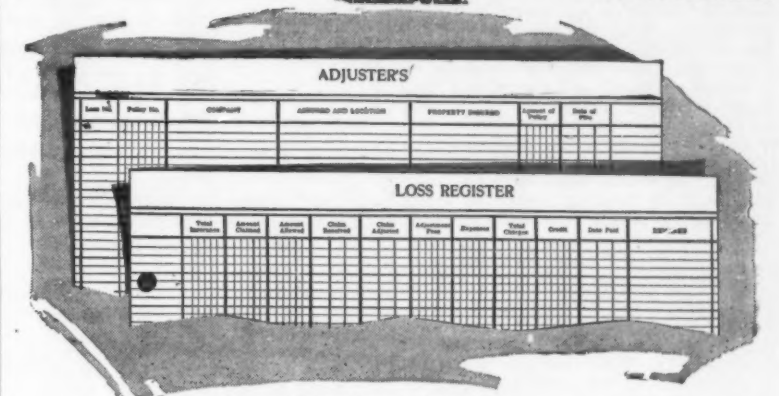 ADJUSTER'S
Loss No. Policy No. COMPANY ASSURED AND LOCATION PROPERTY INSURED Amount of Policy Date of
LOSS REGISTER
Total Insurance Amount Claimed Amount Allowed Claim Received Claim Adjusted Adjustment Fees Expenses Total Charges Credit Date Paid